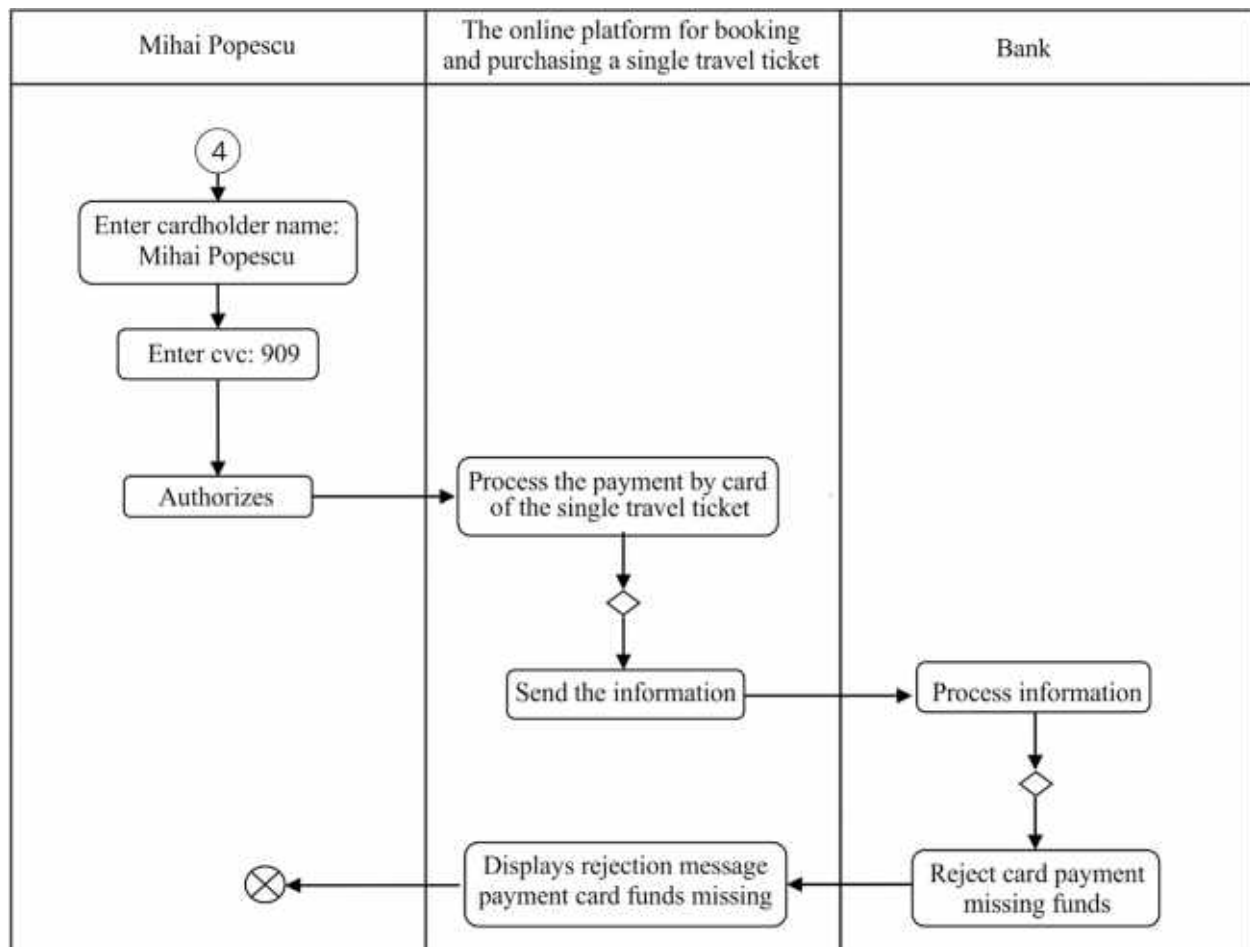 Mihai Popescu
The online platform for booking
and purchasing a single travel ticket
Bank
4
Enter cardholder name:
Mihai Popescu
Enter cvc: 909
Authorizes
Process the payment by card
of the single travel ticket
Send the information
Process information
Reject card payment
missing funds
Displays rejection message
payment card funds missing